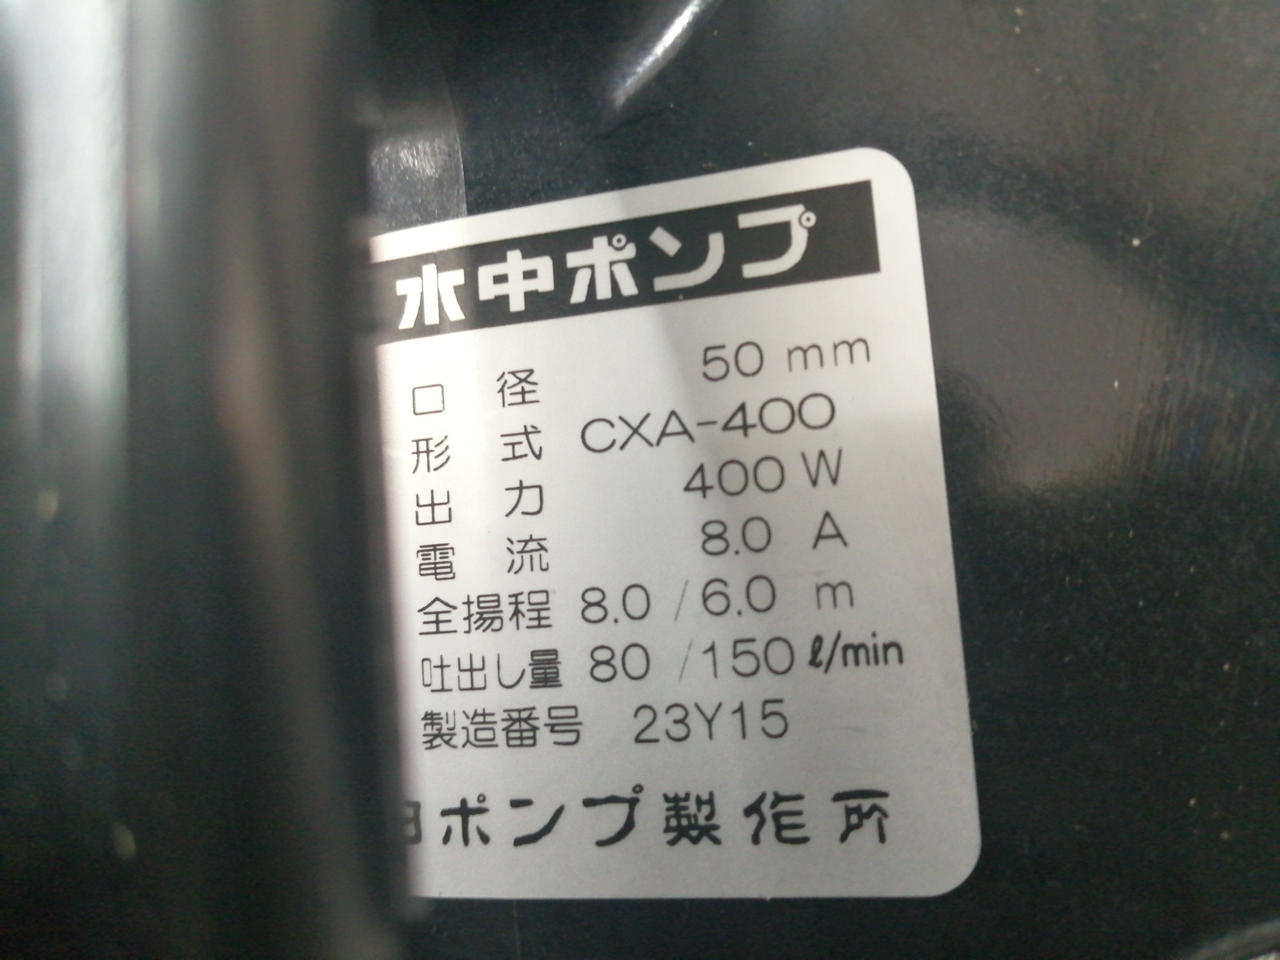 水中ポンプ
口径 50 mm
形式 CXA-400
出力 400 W
電流 8.0 A
全揚程 8.0 / 6.0 m
吐出し量 80 / 150 ℓ/min
製造番号 23Y15
ポンプ製作所